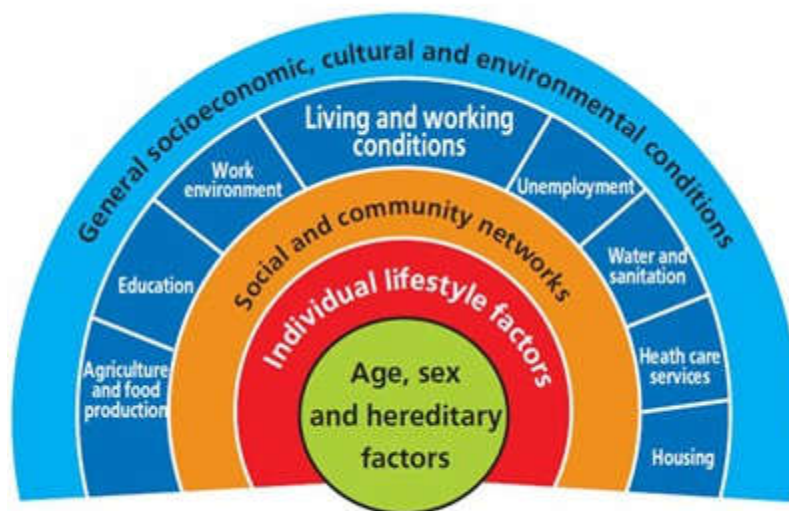 General socioeconomic, cultural and environmental conditions
Living and working
conditions
Work
environment
Unemployment
Education
Water and
sanitation
Agriculture
and food
production
Heath care
services
Housing
Social and community networks
Individual lifestyle factors
Age, sex
and hereditary
factors